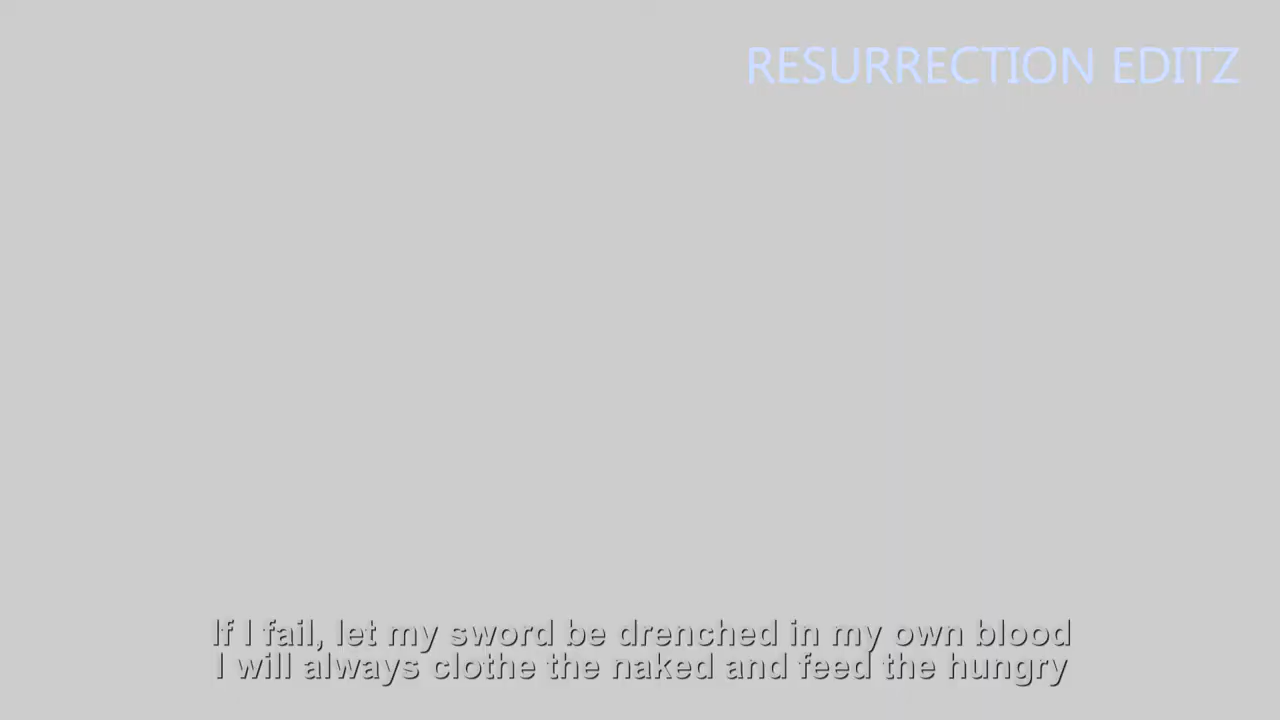 RESURRECTION EDITZ
If I fail, let my sword be drenched in my own blood
I will always clothe the naked and feed the hungry